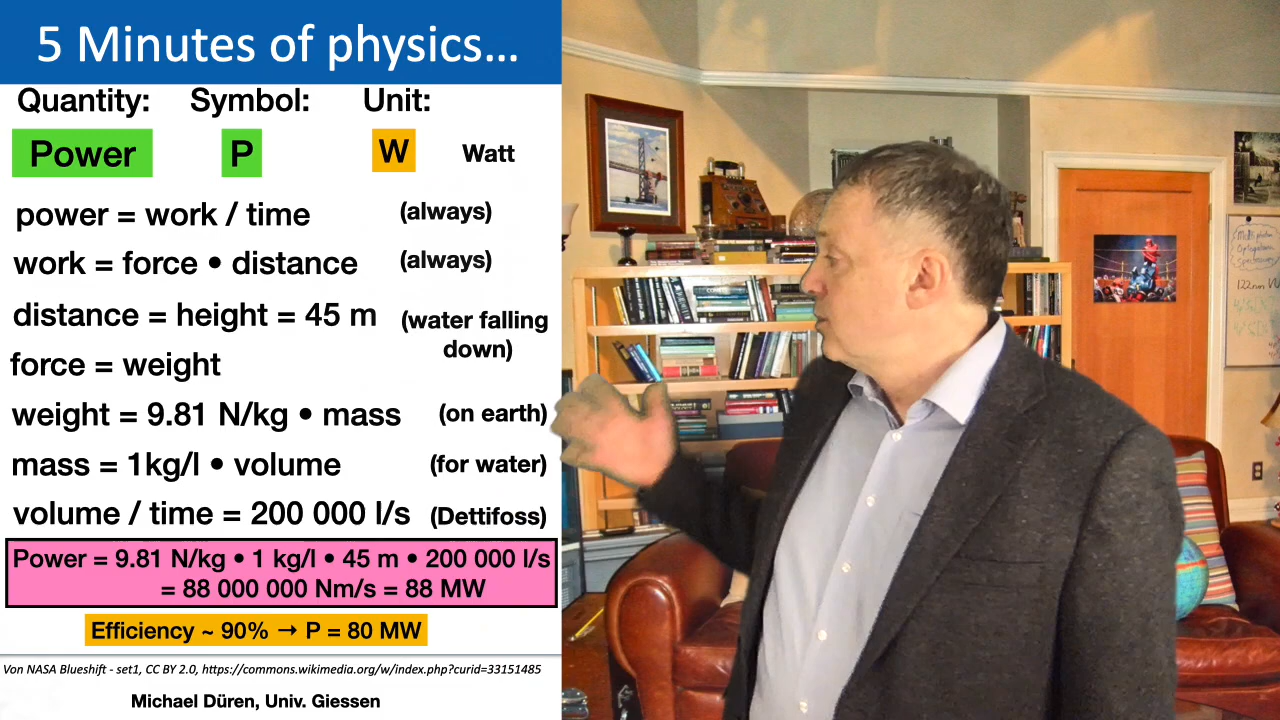 5 Minutes of physics…
Quantity: Symbol: Unit:
Power P W Watt
power = work / time (always)
work = force • distance (always)
distance = height = 45 m (water falling
down)
force = weight
weight = 9.81 N/kg • mass (on earth)
mass = 1kg/l • volume (for water)
volume / time = 200 000 l/s (Dettifoss)
Power = 9.81 N/kg • 1 kg/l • 45 m • 200 000 l/s
= 88 000 000 Nm/s = 88 MW
Efficiency ~ 90% → P = 80 MW
Von NASA Blueshift - set1, CC BY 2.0, https://commons.wikimedia.org/w/index.php?curid=33151485
Michael Düren, Univ. Giessen
122nm